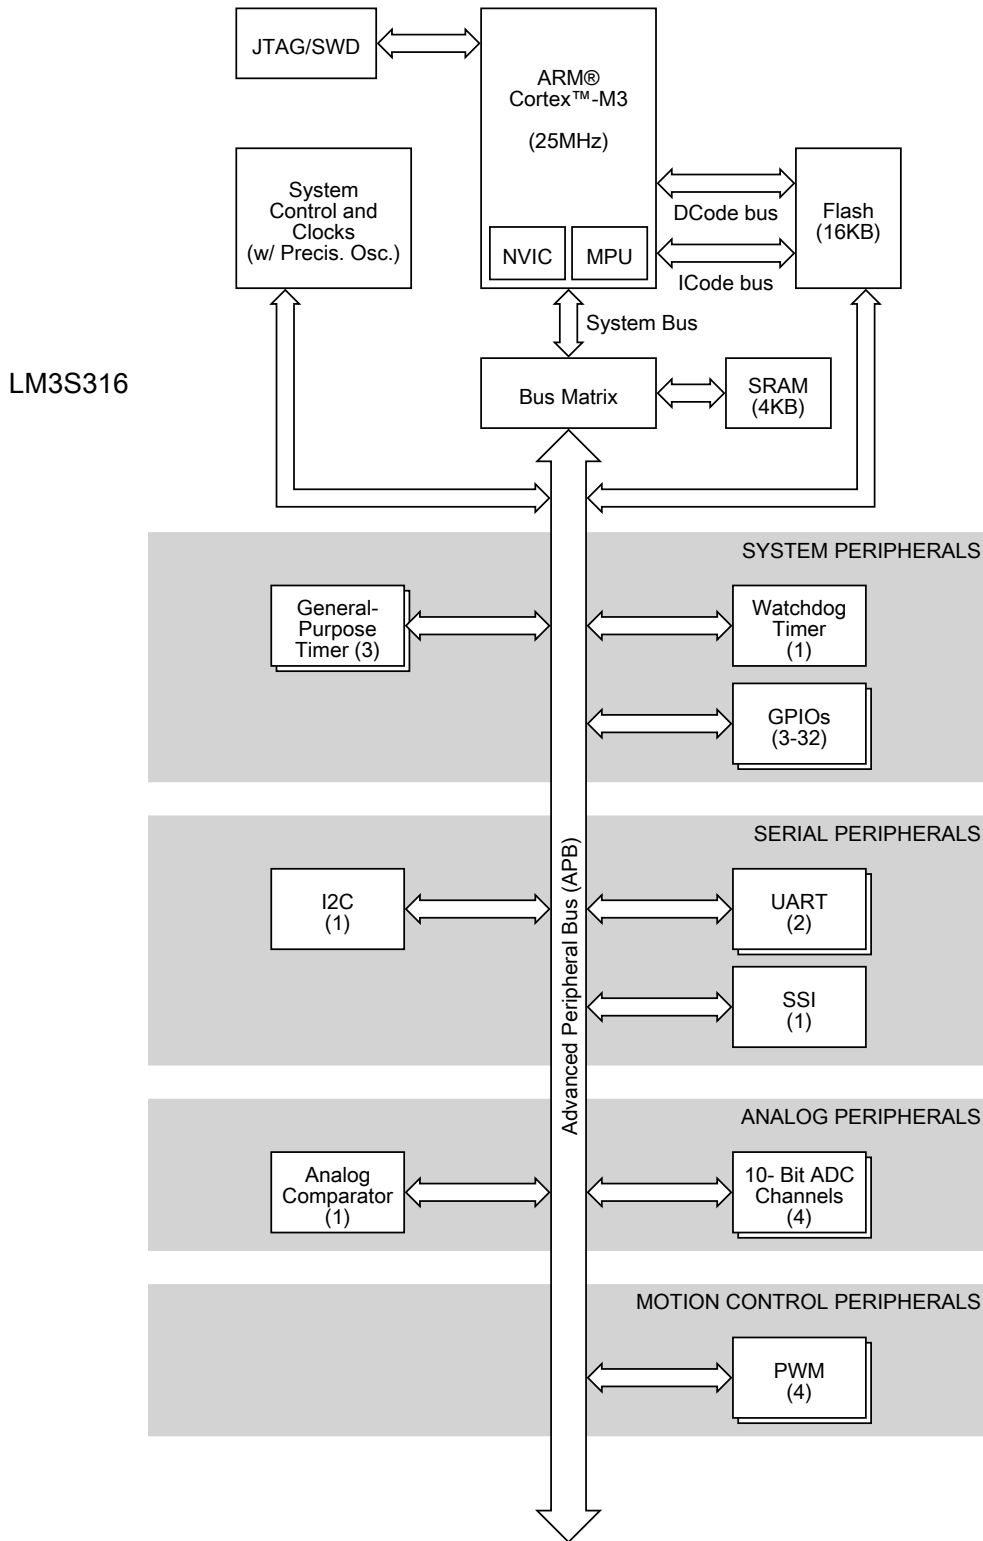 JTAG/SWD
ARM®
Cortex™-M3
(25MHz)
NVIC
MPU
System
Control and
Clocks
(w/ Precis. Osc.)
DCode bus
ICode bus
Flash
(16KB)
System Bus
LM3S316
Bus Matrix
SRAM
(4KB)
Advanced Peripheral Bus (APB)
SYSTEM PERIPHERALS
General-
Purpose
Timer (3)
Watchdog
Timer
(1)
GPIOs
(3-32)
SERIAL PERIPHERALS
I2C
(1)
UART
(2)
SSI
(1)
ANALOG PERIPHERALS
Analog
Comparator
(1)
10- Bit ADC
Channels
(4)
MOTION CONTROL PERIPHERALS
PWM
(4)